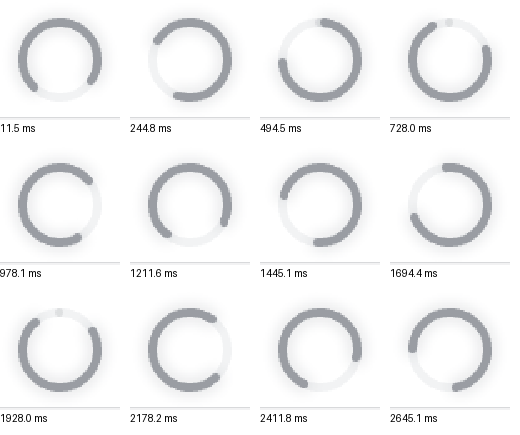 11.5 ms
244.8 ms
494.5 ms
728.0 ms
978.1 ms
1211.6 ms
1445.1 ms
1694.4 ms
1928.0 ms
2178.2 ms
2411.8 ms
2645.1 ms